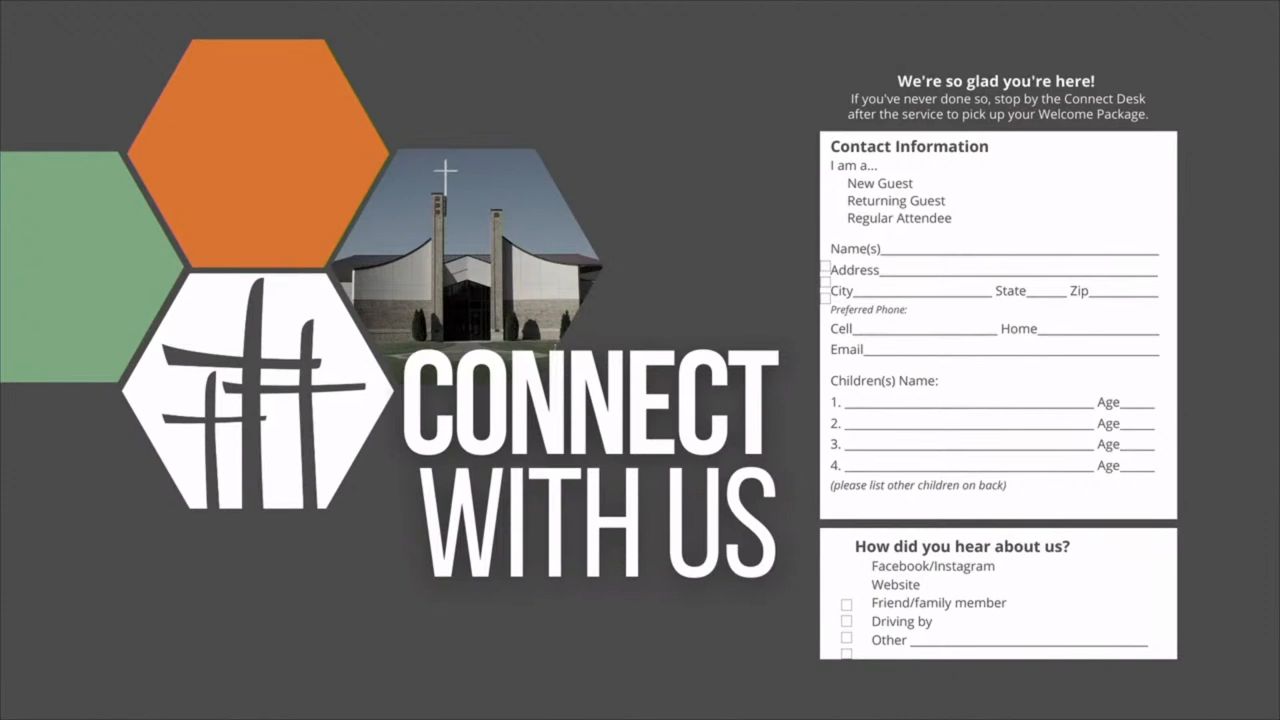 CONNECT
WITH US
We're so glad you're here!
If you've never done so, stop by the Connect Desk
after the service to pick up your Welcome Package.
Contact Information
I am a...
New Guest
Returning Guest
Regular Attendee
Name(s)
Address
City State Zip
Preferred Phone:
Cell Home
Email
Children(s) Name:
1. Age
2. Age
3. Age
4. Age
(please list other children on back)
How did you hear about us?
Facebook/Instagram
Website
Friend/family member
Driving by
Other